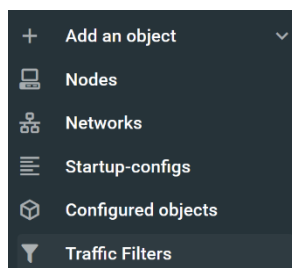 Add an object
Nodes
Networks
Startup-configs
Configured objects
Traffic Filters